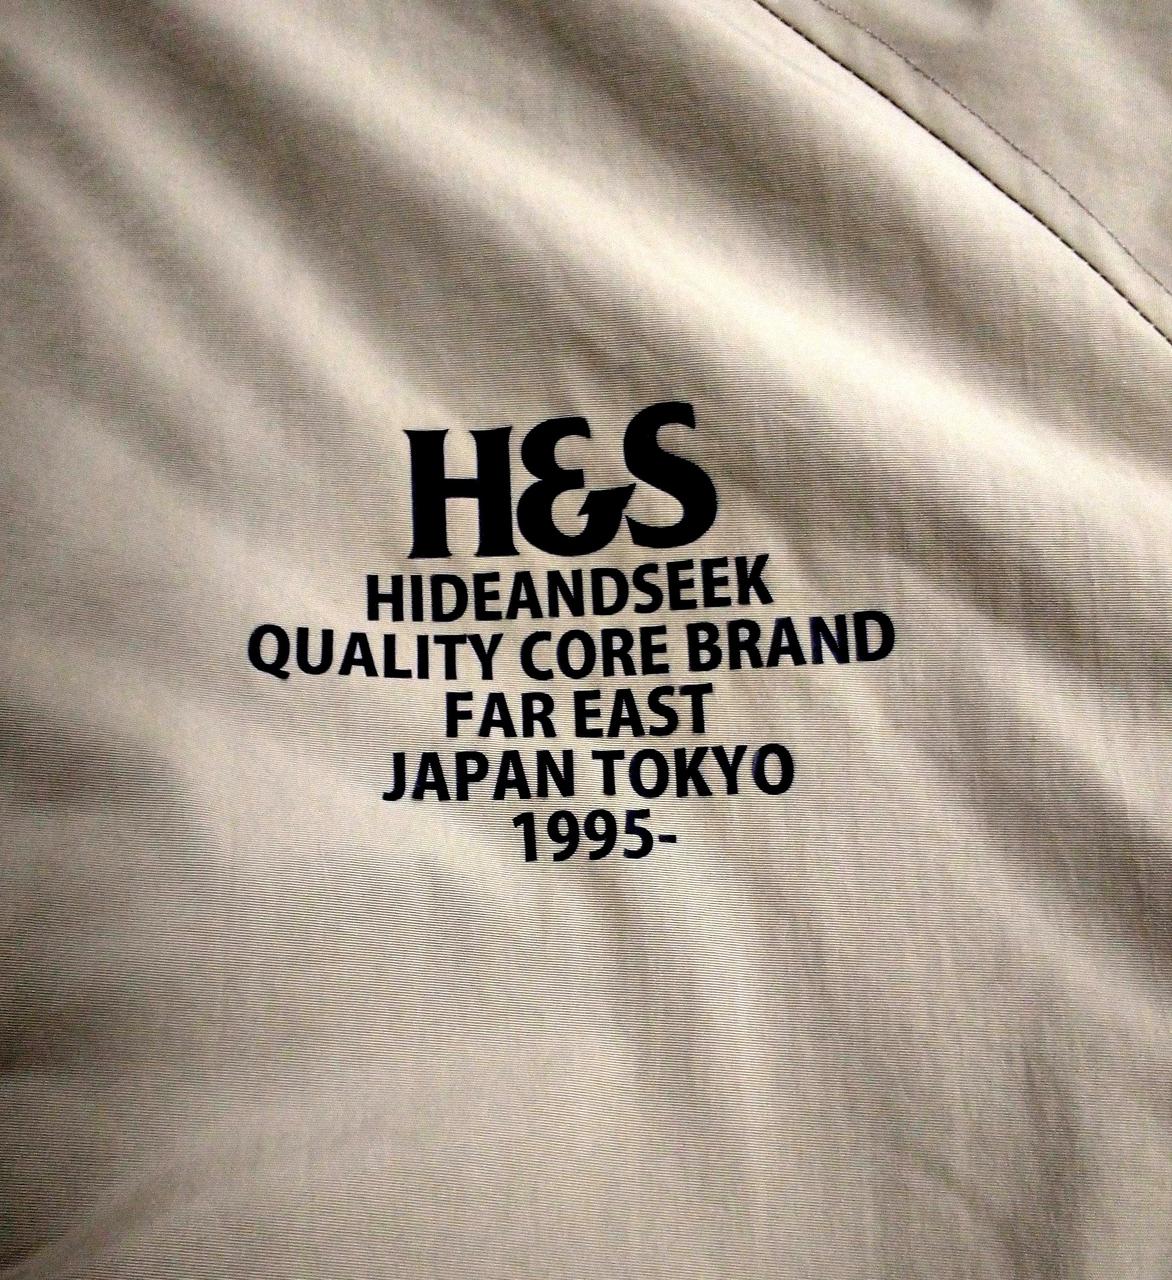 H&S
HIDEANDSEEK
QUALITY CORE BRAND
FAR EAST
JAPAN TOKYO
1995-